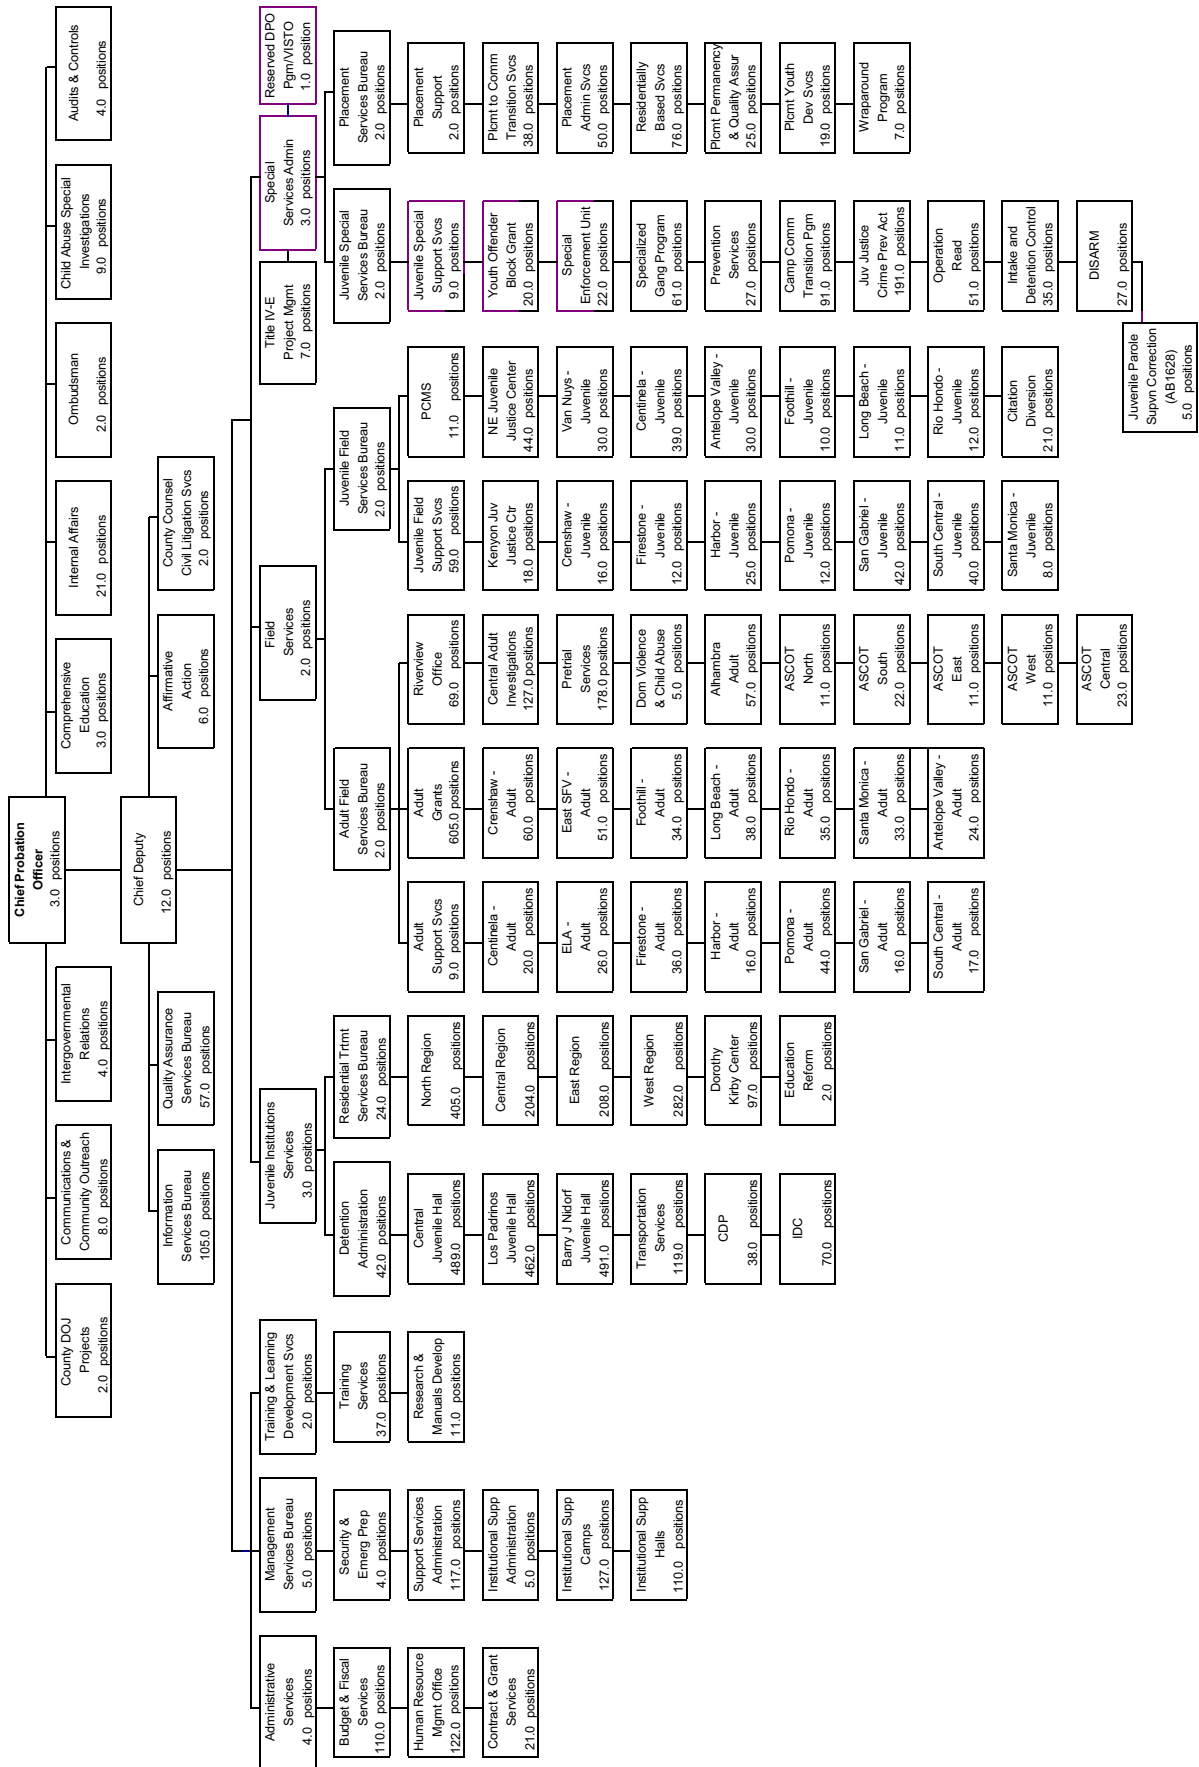 Chief Probation
Officer
3.0 positions
County DOJ
Projects
2.0 positions
Communications &
Community Outreach
8.0 positions
Intergovernmental
Relations
4.0 positions
Comprehensive
Education
3.0 positions
Internal Affairs
21.0 positions
Ombudsman
2.0 positions
Child Abuse Special
Investigations
9.0 positions
Audits & Controls
4.0 positions
Chief Deputy
12.0 positions
Information
Services Bureau
105.0 positions
Quality Assurance
Services Bureau
57.0 positions
Affirmative
Action
6.0 positions
County Counsel
Civil Litigation Svcs
2.0 positions
Administrative
Services
4.0 positions
Budget & Fiscal
Services
110.0 positions
Human Resource
Mgmt Office
122.0 positions
Contract & Grant
Services
21.0 positions
Management
Services Bureau
5.0 positions
Security &
Emerg Prep
4.0 positions
Support Services
Administration
117.0 positions
Institutional Supp
Administration
5.0 positions
Institutional Supp
Camps
127.0 positions
Institutional Supp
Halls
110.0 positions
Training & Learning
Development Svcs
2.0 positions
Training
Services
37.0 positions
Research &
Manuals Develop
11.0 positions
Juvenile Institutions
Services
3.0 positions
Detention
Administration
42.0 positions
Central
Juvenile Hall
489.0 positions
Los Padrinos
Juvenile Hall
462.0 positions
Barry J Nidorf
Juvenile Hall
491.0 positions
Transportation
Services
119.0 positions
CDP
38.0 positions
IDC
70.0 positions
Residential Trtmt
Services Bureau
24.0 positions
North Region
405.0 positions
Central Region
204.0 positions
East Region
208.0 positions
West Region
282.0 positions
Dorothy
Kirby Center
97.0 positions
Education
Reform
2.0 positions
Field
Services
2.0 positions
Adult Field
Services Bureau
2.0 positions
Adult
Support Svcs
9.0 positions
Centinela -
Adult
20.0 positions
ELA -
Adult
26.0 positions
Firestone -
Adult
36.0 positions
Harbor -
Adult
16.0 positions
Pomona -
Adult
44.0 positions
San Gabriel -
Adult
16.0 positions
South Central -
Adult
17.0 positions
Adult
Grants
605.0 positions
Crenshaw -
Adult
60.0 positions
East SFV -
Adult
51.0 positions
Foothill -
Adult
34.0 positions
Long Beach -
Adult
38.0 positions
Rio Hondo -
Adult
35.0 positions
Santa Monica -
Adult
33.0 positions
Antelope Valley -
Adult
24.0 positions
Riverview
Office
69.0 positions
Central Adult
Investigations
127.0 positions
Pretrial
Services
178.0 positions
Dom Violence
& Child Abuse
5.0 positions
Alhambra
Adult
57.0 positions
ASCOT
North
11.0 positions
ASCOT
South
22.0 positions
ASCOT
East
11.0 positions
ASCOT
West
11.0 positions
ASCOT
Central
23.0 positions
Juvenile Field
Services Bureau
2.0 positions
Juvenile Field
Support Svcs
59.0 positions
Kenyon Juv
Justice Ctr
18.0 positions
Crenshaw -
Juvenile
16.0 positions
Firestone -
Juvenile
12.0 positions
Harbor -
Juvenile
25.0 positions
Pomona -
Juvenile
12.0 positions
San Gabriel -
Juvenile
42.0 positions
South Central -
Juvenile
40.0 positions
Santa Monica -
Juvenile
8.0 positions
PCMS
11.0 positions
NE Juvenile
Justice Center
44.0 positions
Van Nuys -
Juvenile
30.0 positions
Centinela -
Juvenile
39.0 positions
Antelope Valley -
Juvenile
30.0 positions
Foothill -
Juvenile
10.0 positions
Long Beach -
Juvenile
11.0 positions
Rio Hondo -
Juvenile
12.0 positions
Citation
Diversion
21.0 positions
Title IV-E
Project Mgmt
7.0 positions
Special
Services Admin
3.0 positions
Reserved DPO
Pgm/VISTO
1.0 position
Juvenile Special
Services Bureau
2.0 positions
Juvenile Special
Support Svcs
9.0 positions
Youth Offender
Block Grant
20.0 positions
Special
Enforcement Unit
22.0 positions
Specialized
Gang Program
61.0 positions
Prevention
Services
27.0 positions
Camp Comm
Transition Pgm
91.0 positions
Juv Justice
Crime Prev Act
191.0 positions
Operation
Read
51.0 positions
Intake and
Detention Control
35.0 positions
DISARM
27.0 positions
Juvenile Parole
Supvn Correction
(AB1628)
5.0 positions
Placement
Services Bureau
2.0 positions
Placement
Support
2.0 positions
Plcmt to Comm
Transition Svcs
38.0 positions
Placement
Admin Svcs
50.0 positions
Residentially
Based Svcs
76.0 positions
Plcmt Permanency
& Quality Assur
25.0 positions
Plcmt Youth
Dev Svcs
19.0 positions
Wraparound
Program
7.0 positions